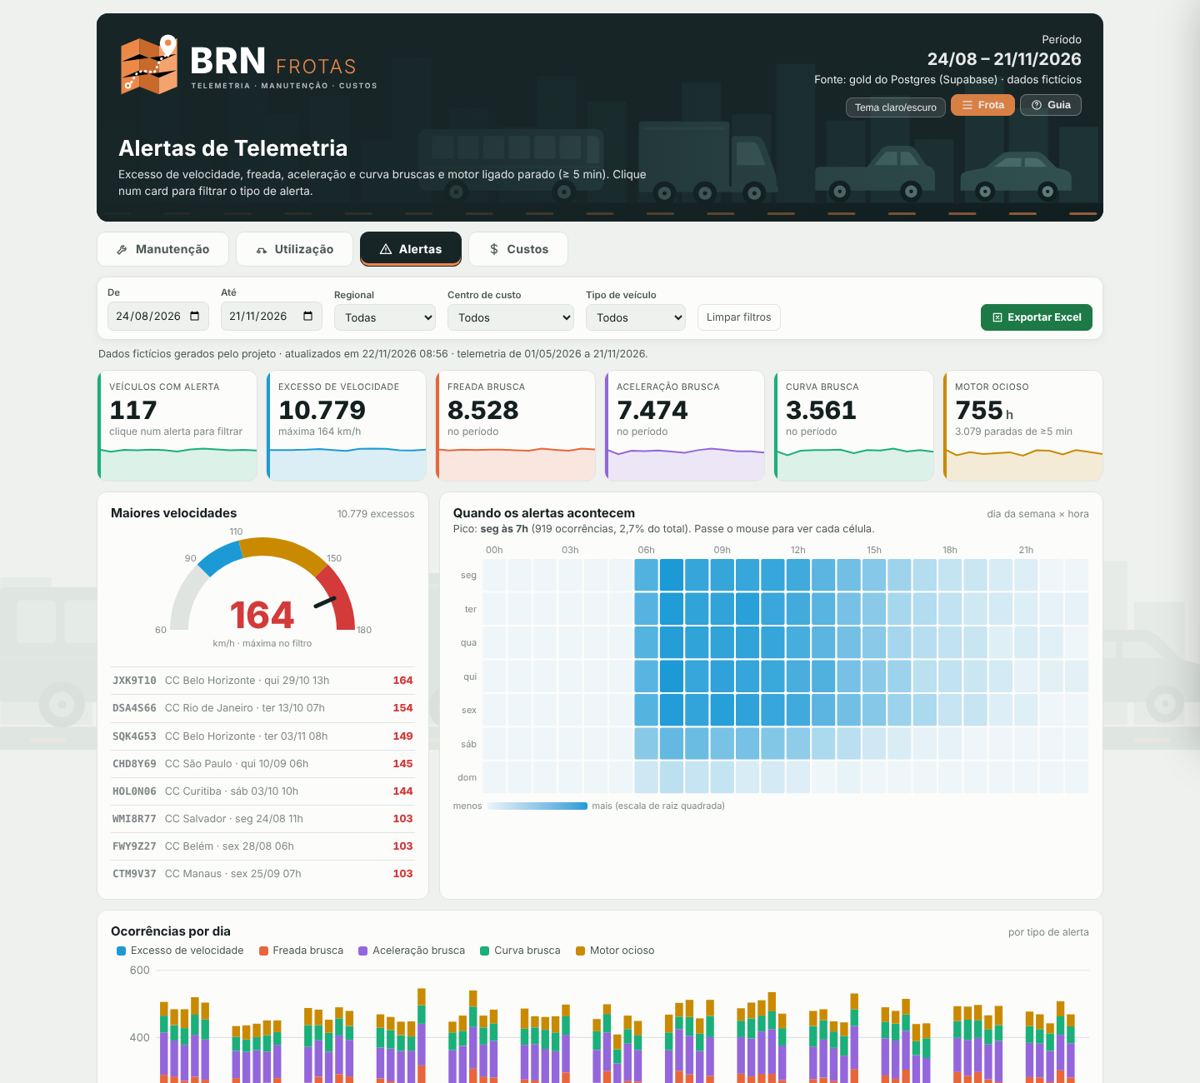 BRN FROTAS
TELEMETRIA · MANUTENÇÃO · CUSTOS
Período
24/08 – 21/11/2026
Fonte: gold do Postgres (Supabase) · dados fictícios
Tema claro/escuro
Frota
Guia
Alertas de Telemetria
Excesso de velocidade, freada, aceleração e curva bruscas e motor ligado parado (≥ 5 min). Clique
num card para filtrar o tipo de alerta.
Manutenção
Utilização
Alertas
Custos
De
Até
Regional
Centro de custo
Tipo de veículo
24/08/2026
21/11/2026
Todas
Todos
Todos
Limpar filtros
Exportar Excel
Dados fictícios gerados pelo projeto · atualizados em 22/11/2026 08:56 · telemetria de 01/05/2026 a 21/11/2026.
VEÍCULOS COM ALERTA
117
clique num alerta para filtrar
EXCESSO DE VELOCIDADE
10.779
máxima 164 km/h
FREADA BRUSCA
8.528
no período
ACELERAÇÃO BRUSCA
7.474
no período
CURVA BRUSCA
3.561
no período
MOTOR OCIOSO
755 h
3.079 paradas de ≥5 min
Maiores velocidades
10.779 excessos
60
90
110
150
180
164
km/h · máxima no filtro
JXK9T10 CC Belo Horizonte · qui 29/10 13h 164
DSA4S66 CC Rio de Janeiro · ter 13/10 07h 154
SQK4G53 CC Belo Horizonte · ter 03/11 08h 149
CHD8Y69 CC São Paulo · qui 10/09 06h 145
HOL0N06 CC Curitiba · sáb 03/10 10h 144
WMI8R77 CC Salvador · seg 24/08 11h 103
FWY9Z27 CC Belém · sex 28/08 06h 103
CTM9V37 CC Manaus · sex 25/09 07h 103
Quando os alertas acontecem
dia da semana × hora
Pico: seg às 7h (919 ocorrências, 2,7% do total). Passe o mouse para ver cada célula.
00h 03h 06h 09h 12h 15h 18h 21h
seg
ter
qua
qui
sex
sáb
dom
menos
mais (escala de raiz quadrada)
Ocorrências por dia
por tipo de alerta
Excesso de velocidade
Freada brusca
Aceleração brusca
Curva brusca
Motor ocioso
600
400